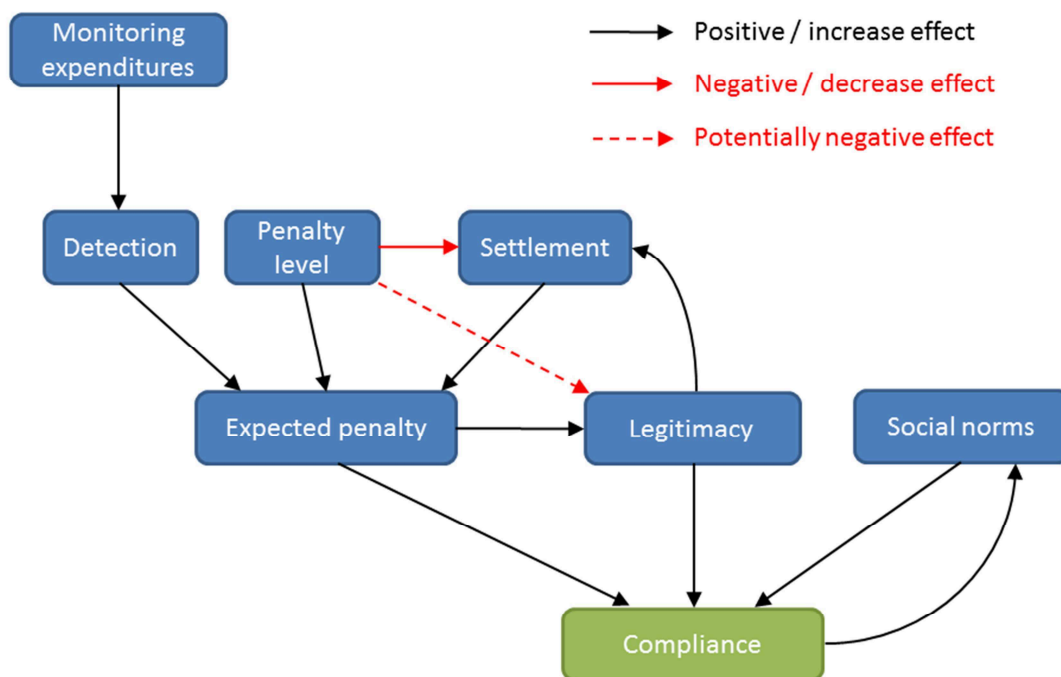 Monitoring
expenditures
Positive / increase effect
Negative / decrease effect
Potentially negative effect
Detection
Penalty
level
Settlement
Expected penalty
Legitimacy
Social norms
Compliance